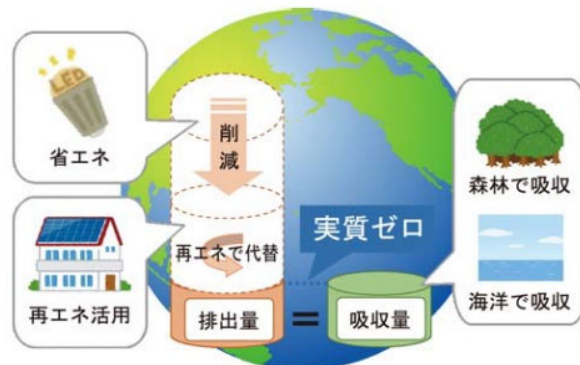 LED
省エネ
削
減
再エネで代替
再エネ活用
排出量
=
吸収量
実質ゼロ
森林で吸収
海洋で吸収